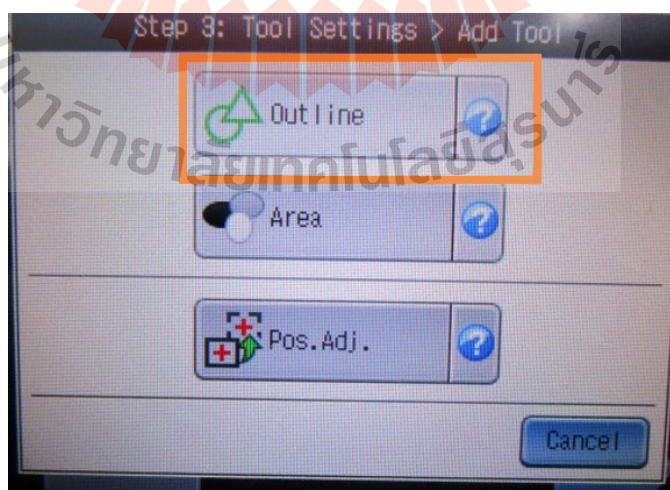 Step 3: Tool Settings > Add Tool
Outline
?
Area
?
Pos.Adj.
?
Cancel